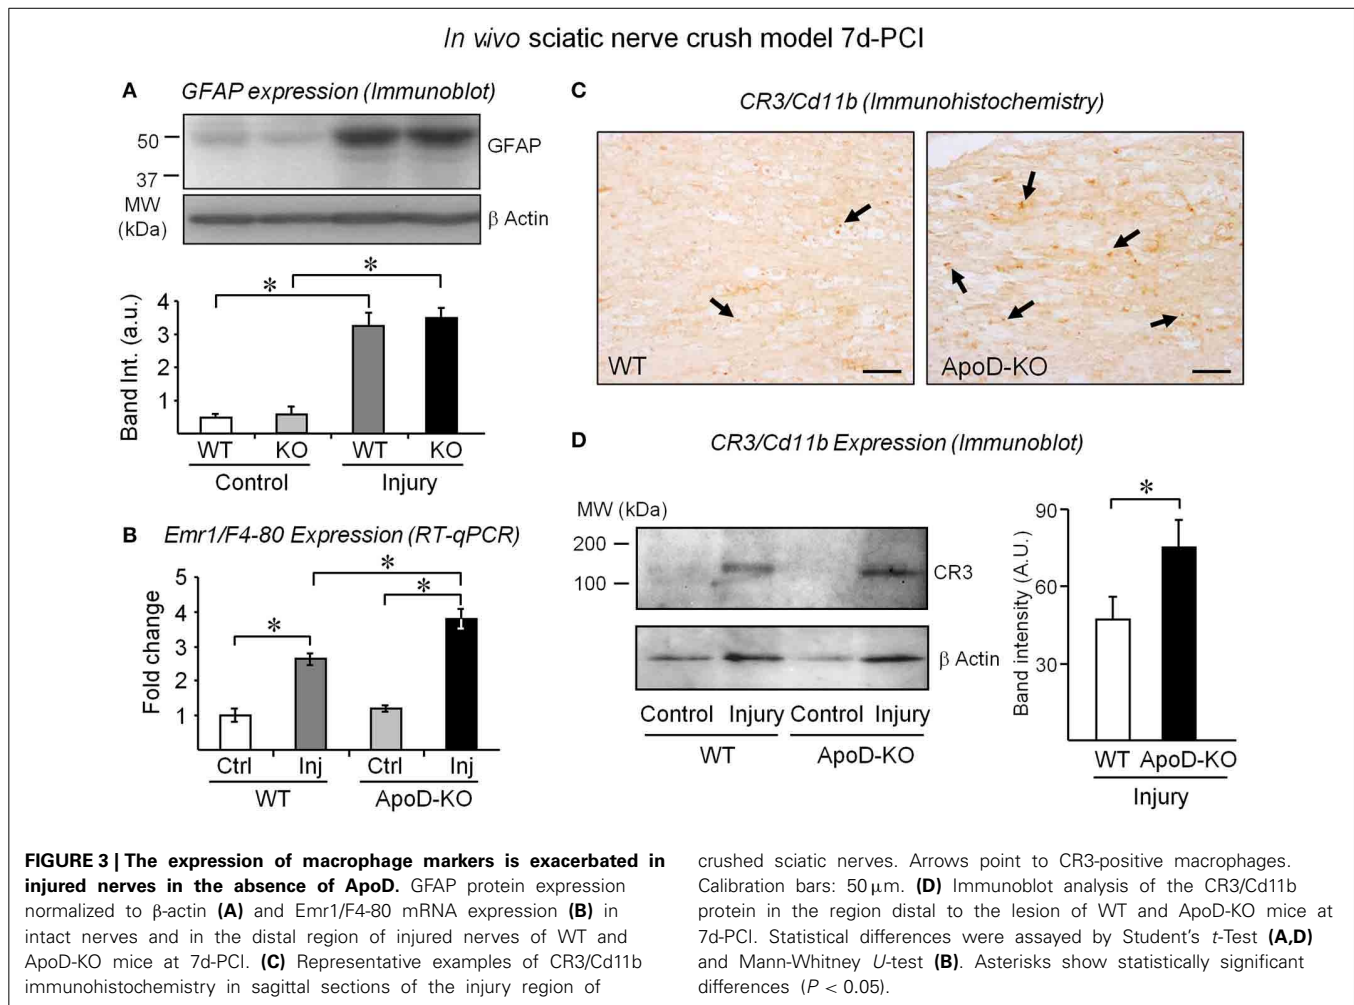 In vivo sciatic nerve crush model 7d-PCI
A
GFAP expression (Immunoblot)
50
37
MW
(kDa)
GFAP
β Actin
Band Int. (a.u.)
4
3
2
1
*
*
WT
KO
WT
KO
Control
Injury
B
Emr1/F4-80 Expression (RT-qPCR)
Fold change
5
4
3
2
1
*
*
*
Ctrl
Inj
Ctrl
Inj
WT
ApoD-KO
C
CR3/Cd11b (Immunohistochemistry)
WT
ApoD-KO
D
CR3/Cd11b Expression (Immunoblot)
MW (kDa)
200
100
CR3
β Actin
Control
Injury
Control
Injury
WT
ApoD-KO
Band intensity (A.U.)
90
60
30
*
WT
ApoD-KO
Injury
FIGURE 3 | The expression of macrophage markers is exacerbated in
injured nerves in the absence of ApoD. GFAP protein expression
normalized to β-actin (A) and Emr1/F4-80 mRNA expression (B) in
intact nerves and in the distal region of injured nerves of WT and
ApoD-KO mice at 7d-PCI. (C) Representative examples of CR3/Cd11b
immunohistochemistry in sagittal sections of the injury region of
crushed sciatic nerves. Arrows point to CR3-positive macrophages.
Calibration bars: 50 μm. (D) Immunoblot analysis of the CR3/Cd11b
protein in the region distal to the lesion of WT and ApoD-KO mice at
7d-PCI. Statistical differences were assayed by Student's t-Test (A,D)
and Mann-Whitney U-test (B). Asterisks show statistically significant
differences (P < 0.05).